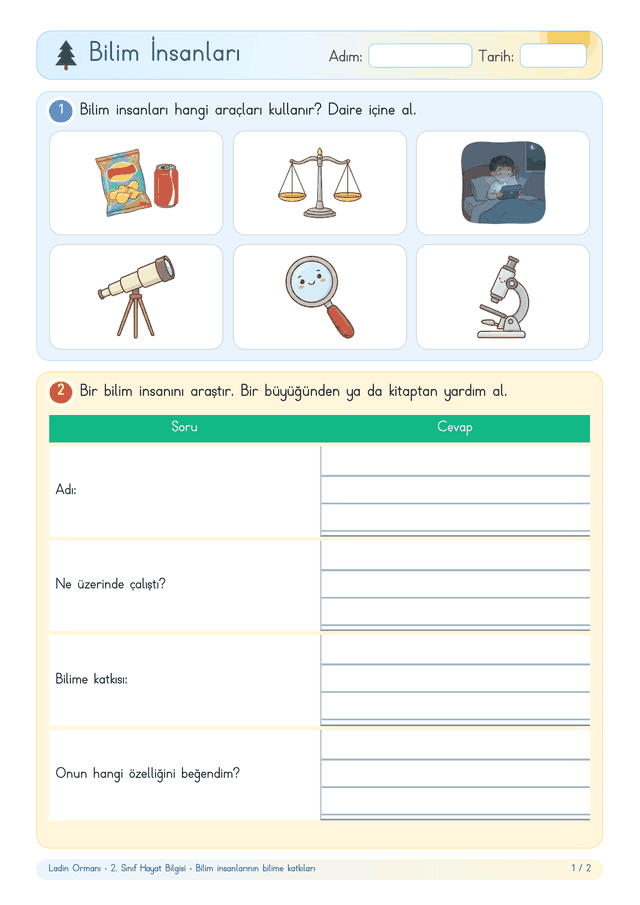 Bilim İnsanları
Adım:
Tarih:
1 Bilim insanları hangi araçları kullanır? Daire içine al.
2 Bir bilim insanını araştır. Bir büyüğünden ya da kitaptan yardım al.
Soru
Cevap
Adı:
Ne üzerinde çalıştı?
Bilime katkısı:
Onun hangi özelliğini beğendim?
Ladin Ormanı • 2. Sınıf Hayat Bilgisi • Bilim insanlarının bilime katkıları
1 / 2